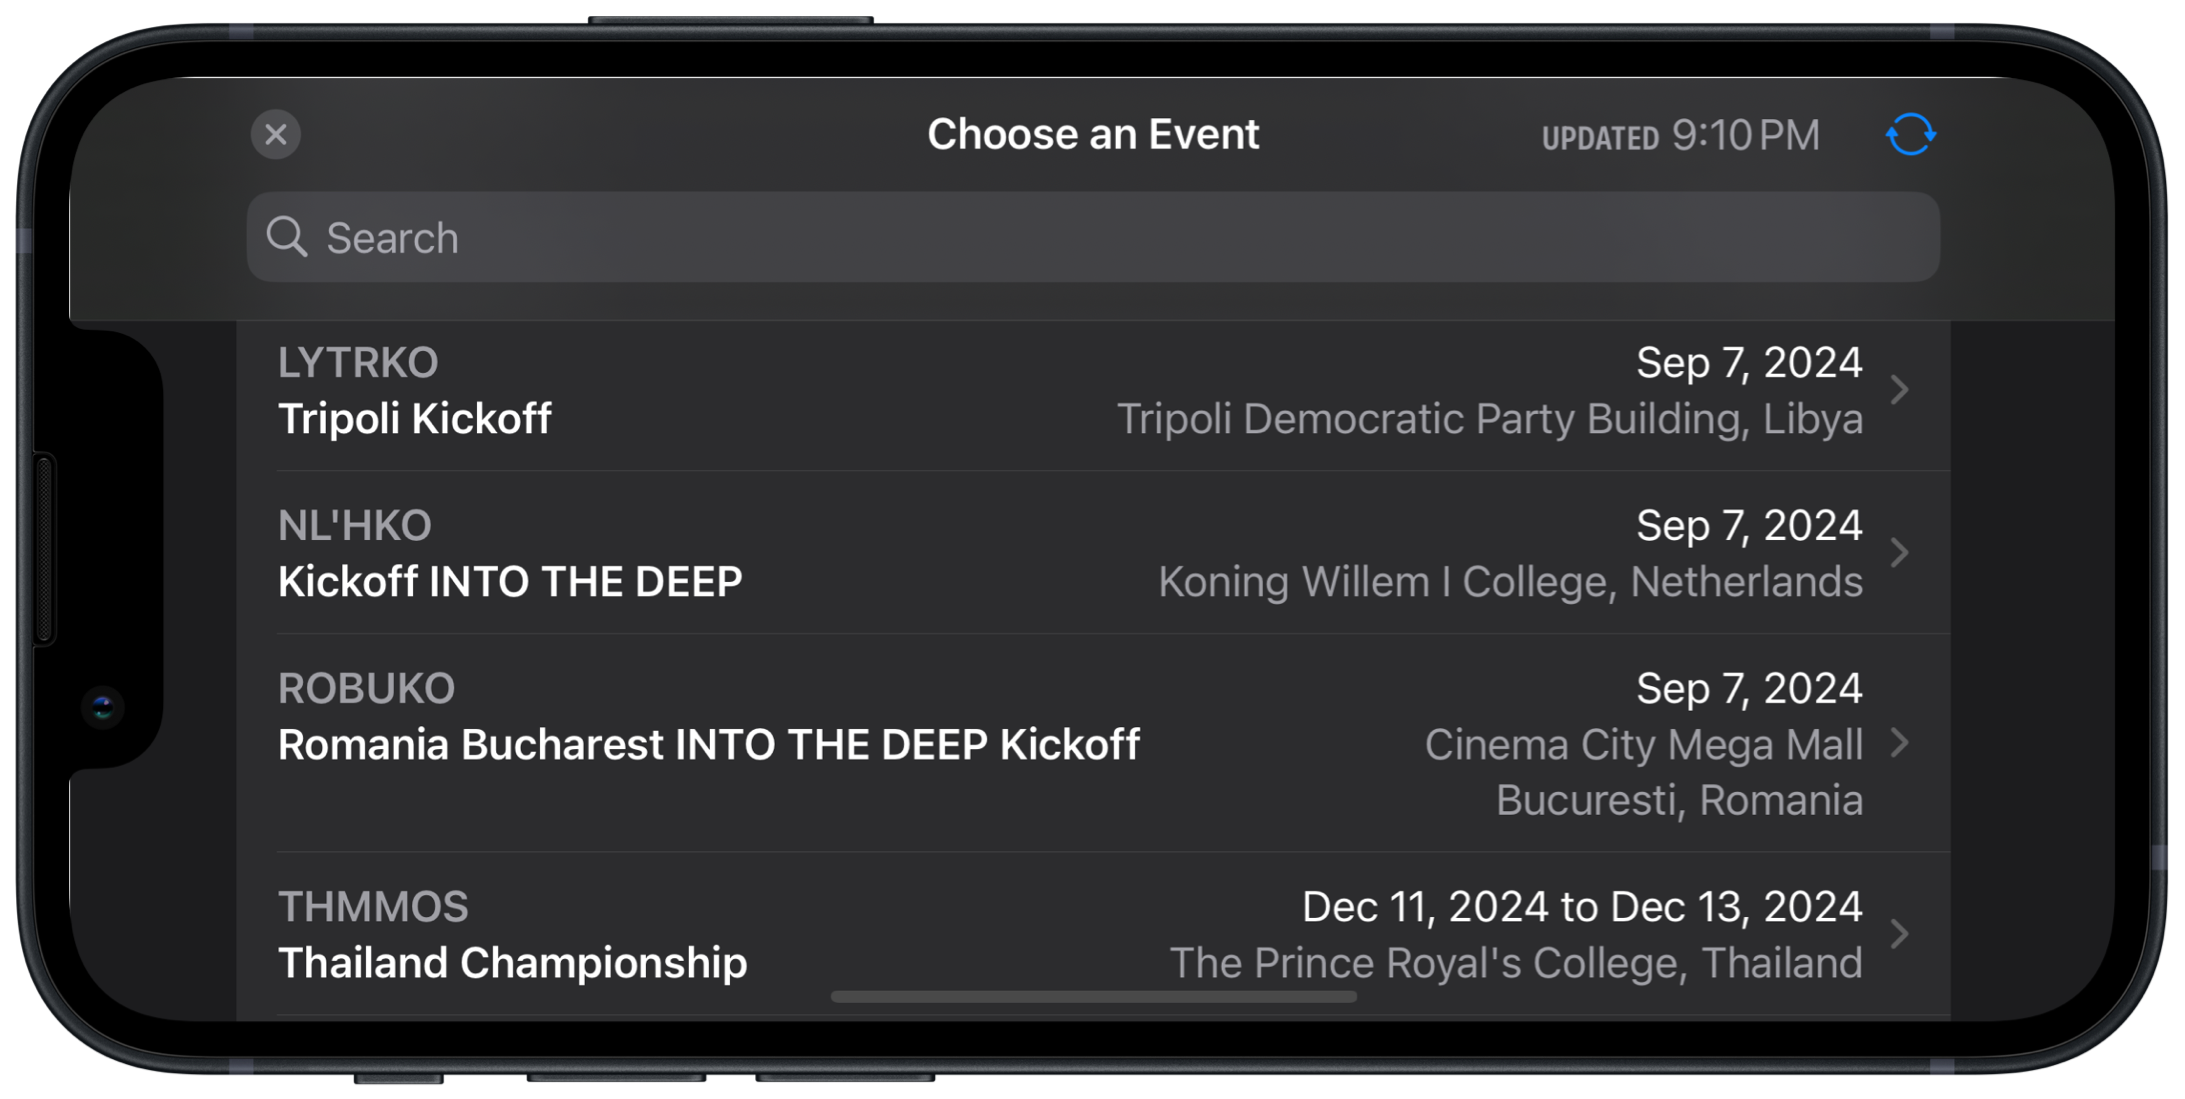 Choose an Event
UPDATED 9:10 PM
Search
LYTRKO
Sep 7, 2024
Tripoli Kickoff
Tripoli Democratic Party Building, Libya
NL'HKO
Sep 7, 2024
Kickoff INTO THE DEEP
Koning Willem I College, Netherlands
ROBUKO
Sep 7, 2024
Romania Bucharest INTO THE DEEP Kickoff
Cinema City Mega Mall
Bucuresti, Romania
THMMOS
Dec 11, 2024 to Dec 13, 2024
Thailand Championship
The Prince Royal's College, Thailand